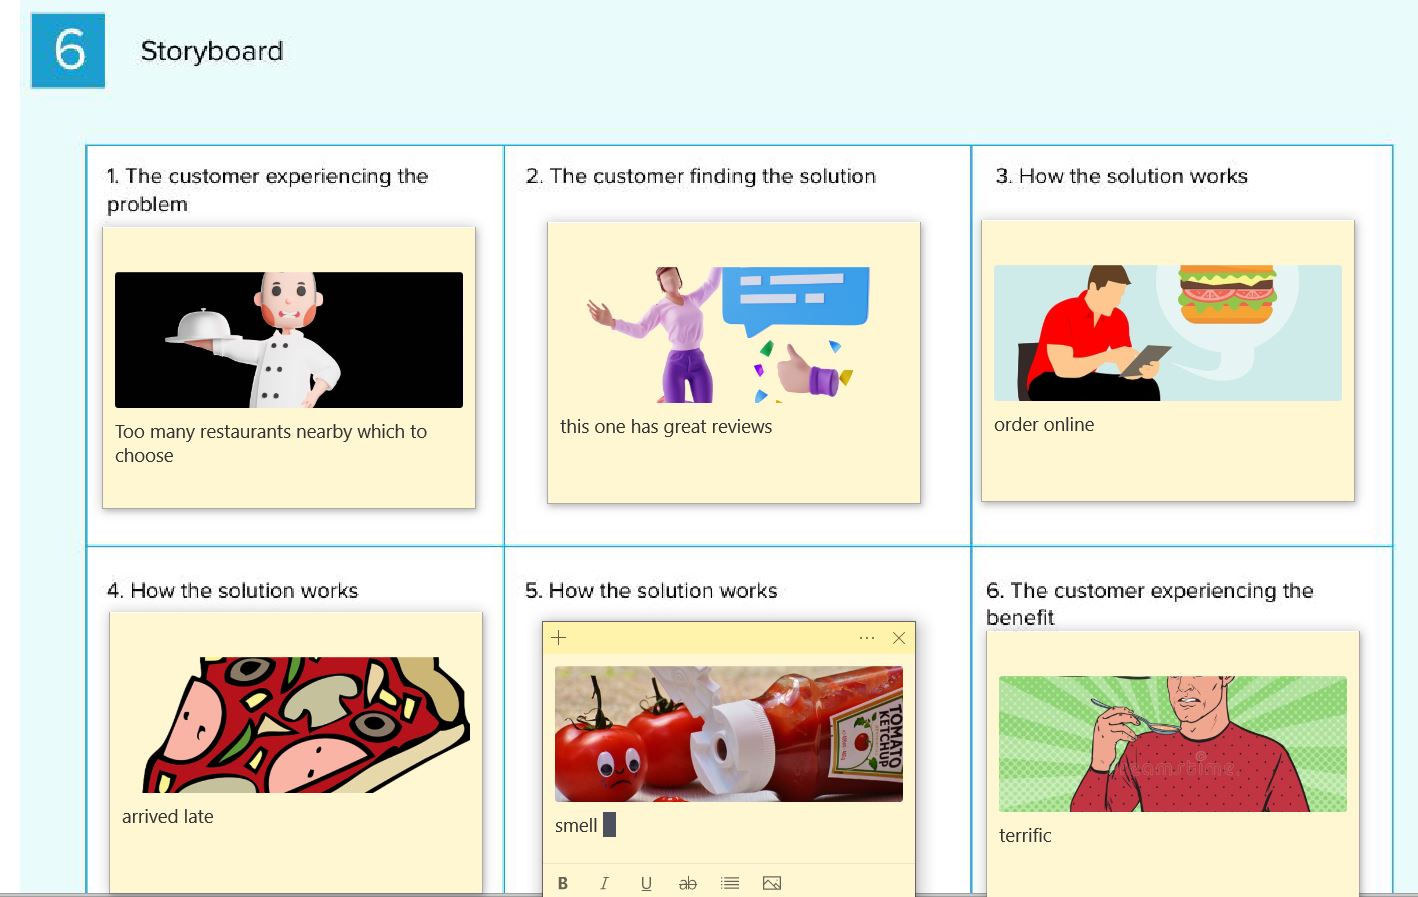 6
Storyboard
1. The customer experiencing the
problem
Too many restaurants nearby which to
choose
2. The customer finding the solution
this one has great reviews
3. How the solution works
order online
4. How the solution works
arrived late
5. How the solution works
TOMATO
KETCHUP
smell
B I U ab
6. The customer experiencing the
benefit
terrific